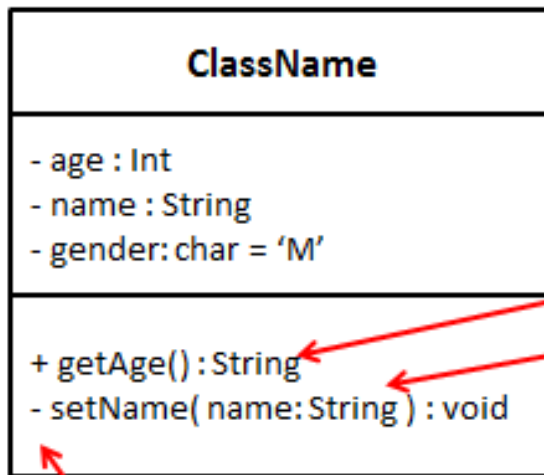 ClassName
- age : Int
- name : String
- gender: char = ‘M’
+ getAge() : String
- setName( name: String ) : void